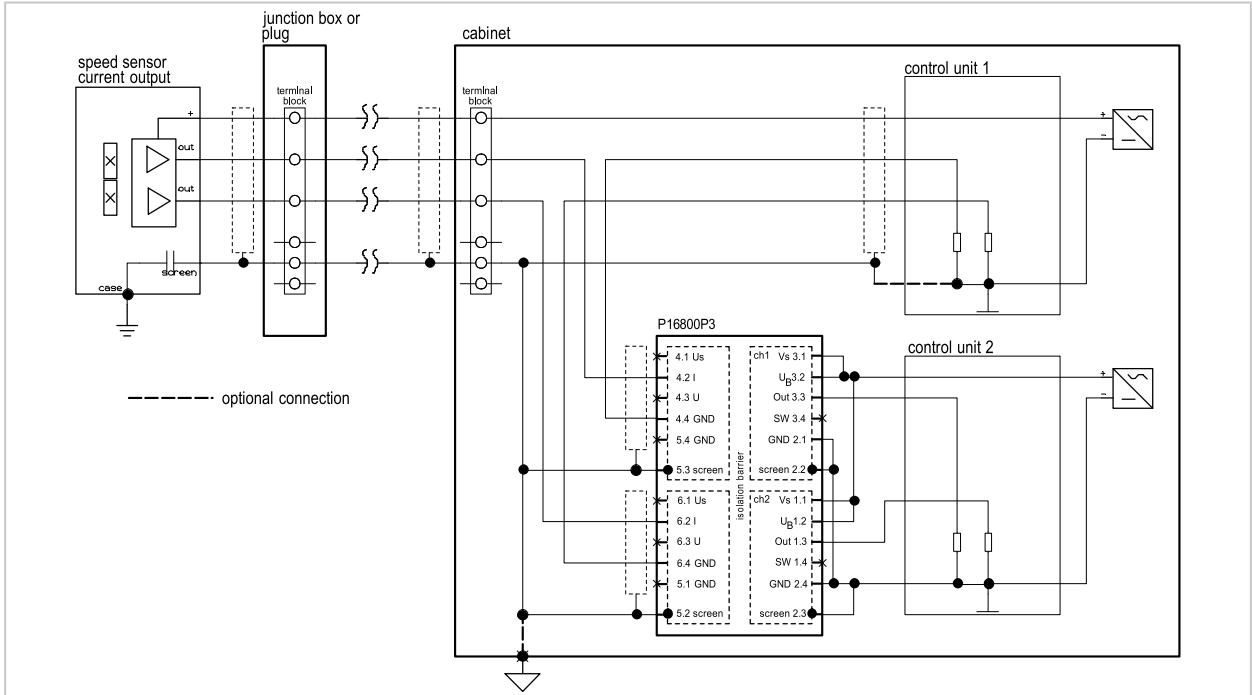 junction box or
plug
cabinet
speed sensor
current output
terminal
block
terminal
block
control unit 1
+
out
out
screen
case
+
−
P16800P3
control unit 2
optional connection
4.1 Us
4.2 I
4.3 U
4.4 GND
5.4 GND
5.3 screen
6.1 Us
6.2 I
6.3 U
6.4 GND
5.1 GND
5.2 screen
isolation barrier
ch1 Vs 3.1
UB3.2
Out 3.3
SW 3.4
GND 2.1
screen 2.2
ch2 Vs 1.1
UB1.2
Out 1.3
SW 1.4
GND 2.4
screen 2.3
+
−